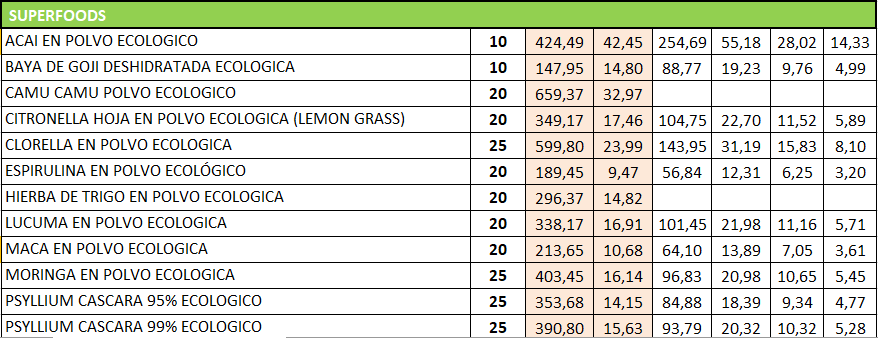 SUPERFOODS
ACAI EN POLVO ECOLOGICO 10 424,49 42,45 254,69 55,18 28,02 14,33
BAYA DE GOJI DESHIDRATADA ECOLOGICA 10 147,95 14,80 88,77 19,23 9,76 4,99
CAMU CAMU POLVO ECOLOGICO 20 659,37 32,97
CITRONELLA HOJA EN POLVO ECOLOGICA (LEMON GRASS) 20 349,17 17,46 104,75 22,70 11,52 5,89
CLORELLA EN POLVO ECOLOGICA 25 599,80 23,99 143,95 31,19 15,83 8,10
ESPIRULINA EN POLVO ECOLÓGICO 20 189,45 9,47 56,84 12,31 6,25 3,20
HIERBA DE TRIGO EN POLVO ECOLOGICA 20 296,37 14,82
LUCUMA EN POLVO ECOLOGICA 20 338,17 16,91 101,45 21,98 11,16 5,71
MACA EN POLVO ECOLOGICA 20 213,65 10,68 64,10 13,89 7,05 3,61
MORINGA EN POLVO ECOLOGICA 25 403,45 16,14 96,83 20,98 10,65 5,45
PSYLLIUM CASCARA 95% ECOLOGICO 25 353,68 14,15 84,88 18,39 9,34 4,77
PSYLLIUM CASCARA 99% ECOLOGICO 25 390,80 15,63 93,79 20,32 10,32 5,28